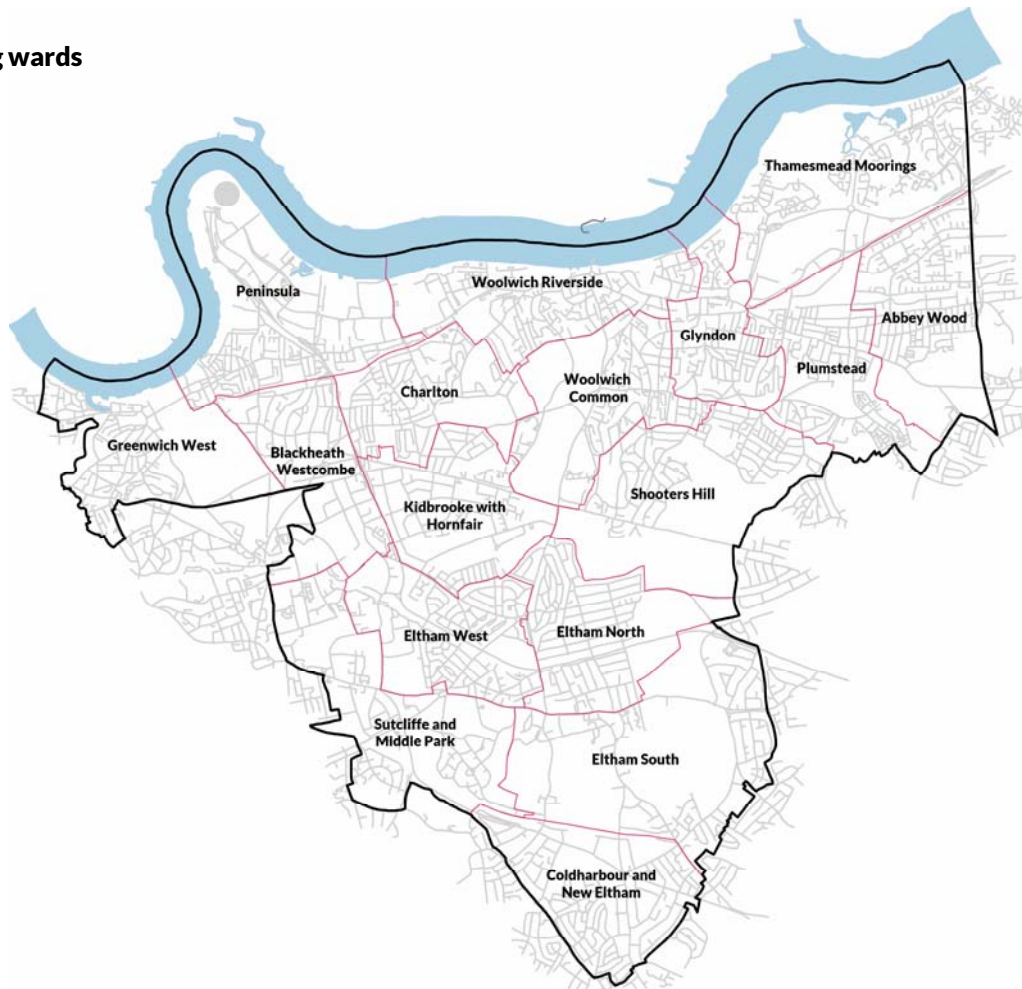 wards
Thamesmead Moorings
Woolwich Riverside
Peninsula
Abbey Wood
Glyndon
Plumstead
Woolwich
Common
Charlton
Greenwich West
Blackheath
Westcombe
Shooters Hill
Kidbrooke with
Hornfair
Eltham West
Eltham North
Sutcliffe and
Middle Park
Eltham South
Coldharbour and
New Eltham